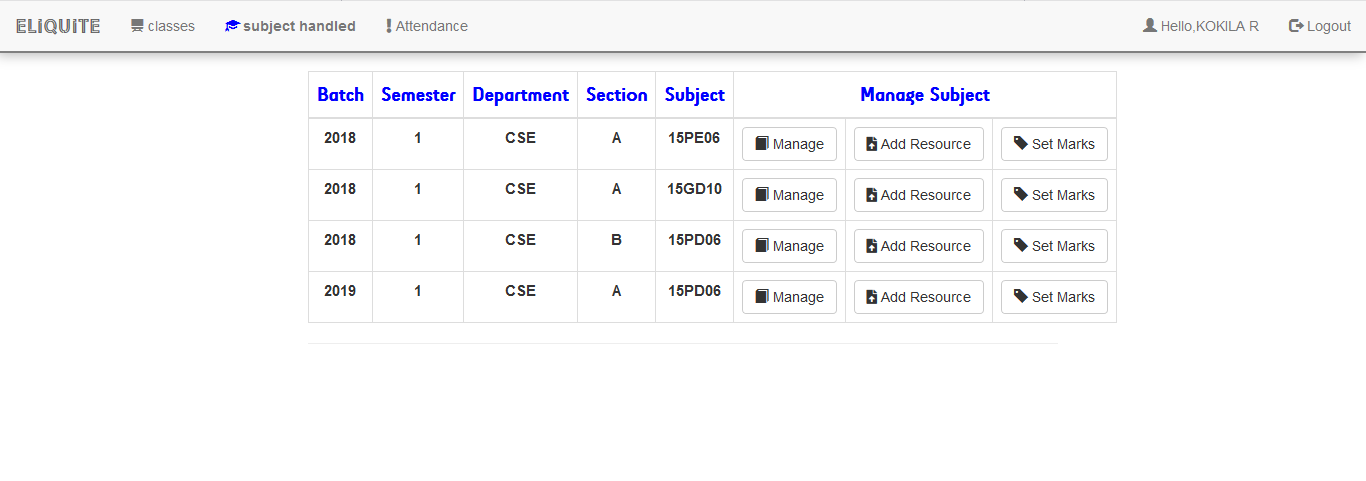 ELiQUiTE classes subject handled Attendance Hello,KOKILA R Logout
Batch Semester Department Section Subject Manage Subject
2018 1 CSE A 15PE06 Manage Add Resource Set Marks
2018 1 CSE A 15GD10 Manage Add Resource Set Marks
2018 1 CSE B 15PD06 Manage Add Resource Set Marks
2019 1 CSE A 15PD06 Manage Add Resource Set Marks